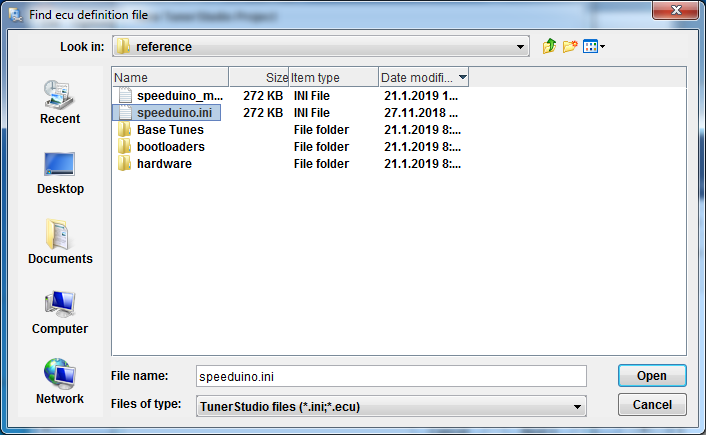 Find ecu definition file
TunerStudio Project
Look in: reference
Name Size Item type Date modifi...
speeduino_m... 272 KB INI File 21.1.2019 1...
speeduino.ini 272 KB INI File 27.11.2018 ...
Base Tunes File folder 21.1.2019 8:...
bootloaders File folder 21.1.2019 8:...
hardware File folder 21.1.2019 8:...
Recent
Desktop
Documents
Computer
Network
File name: speeduino.ini
Open
Files of type: TunerStudio files (*.ini;*.ecu)
Cancel